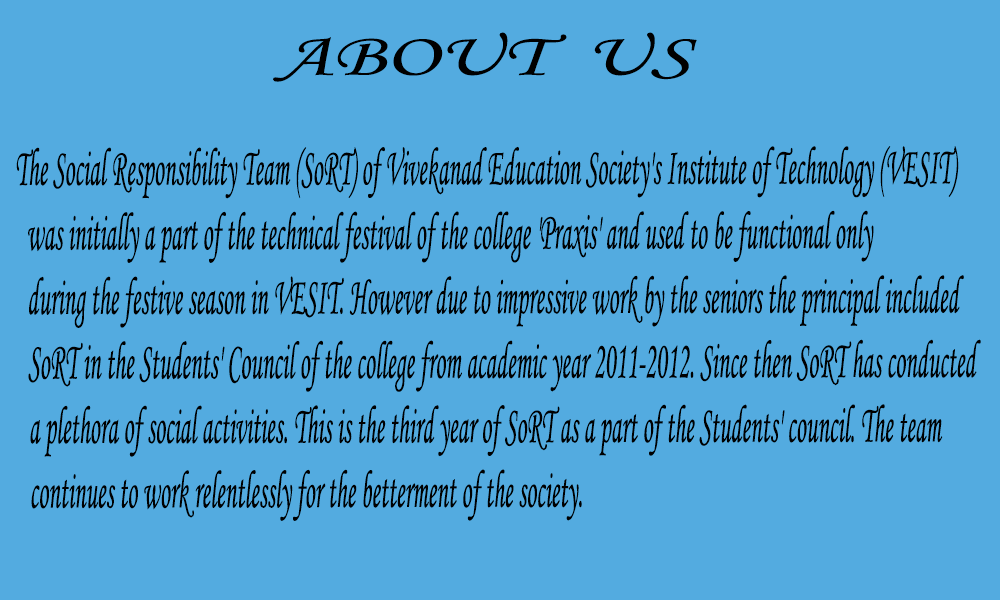 ABOUT US
The Social Responsibility Team (SoRT) of Vivekanad Education Society's Institute of Technology (VESIT)
was initially a part of the technical festival of the college 'Praxis' and used to be functional only
during the festive season in VESIT. However due to impressive work by the seniors the principal included
SoRT in the Students' Council of the college from academic year 2011-2012. Since then SoRT has conducted
a plethora of social activities. This is the third year of SoRT as a part of the Students' council. The team
continues to work relentlessly for the betterment of the society.